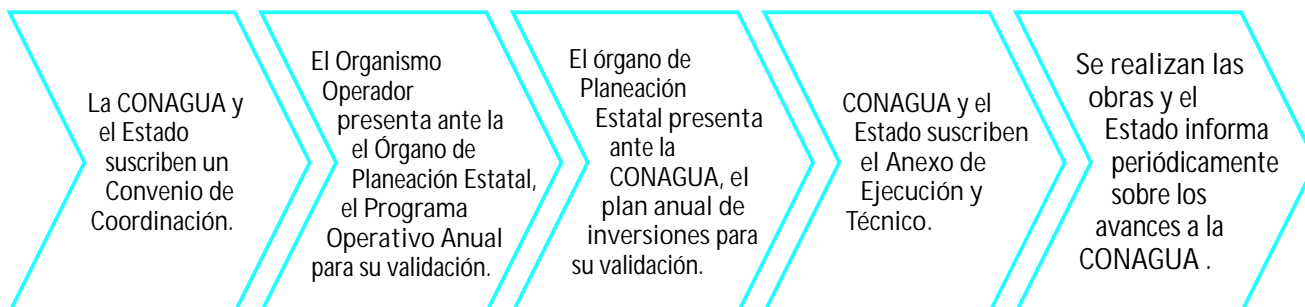 La CONAGUA y
el Estado
suscriben un
Convenio de
Coordinación.
El Organismo
Operador
presenta ante la
el Órgano de
Planeación Estatal,
el Programa
Operativo Anual
para su validación.
El órgano de
Planeación
Estatal presenta
ante la
CONAGUA, el
plan anual de
inversiones para
su validación.
CONAGUA y el
Estado suscriben
el Anexo de
Ejecución y
Técnico.
Se realizan las
obras y el
Estado informa
periódicamente
sobre los
avances a la
CONAGUA .